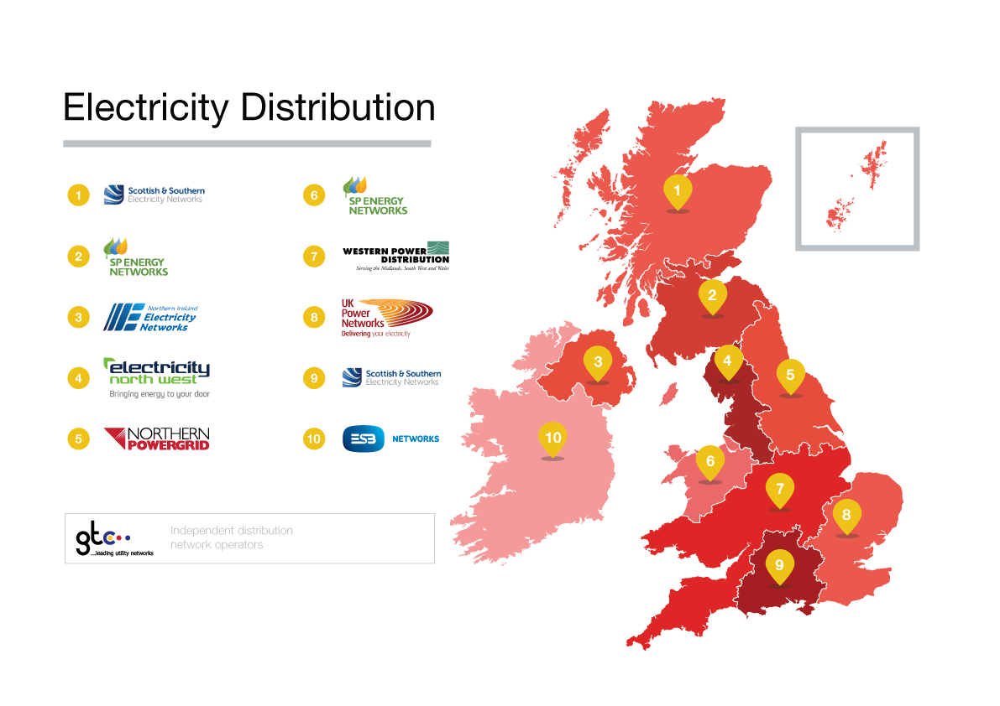 Electricity Distribution
1
Scottish & Southern
Electricity Networks
2
SP ENERGY
NETWORKS
3
Northern Ireland
Electricity
Networks
4
electricity
north west
Bringing energy to your door
5
NORTHERN
POWERGRID
6
SP ENERGY
NETWORKS
7
WESTERN POWER
DISTRIBUTION
Serving the Midlands, South West and Wales
8
UK
Power
Networks
Delivering your electricity
9
Scottish & Southern
Electricity Networks
10
ESB NETWORKS
gtc
...leading utility networks
Independent distribution
network operators
1
2
3
4
5
10
6
7
8
9